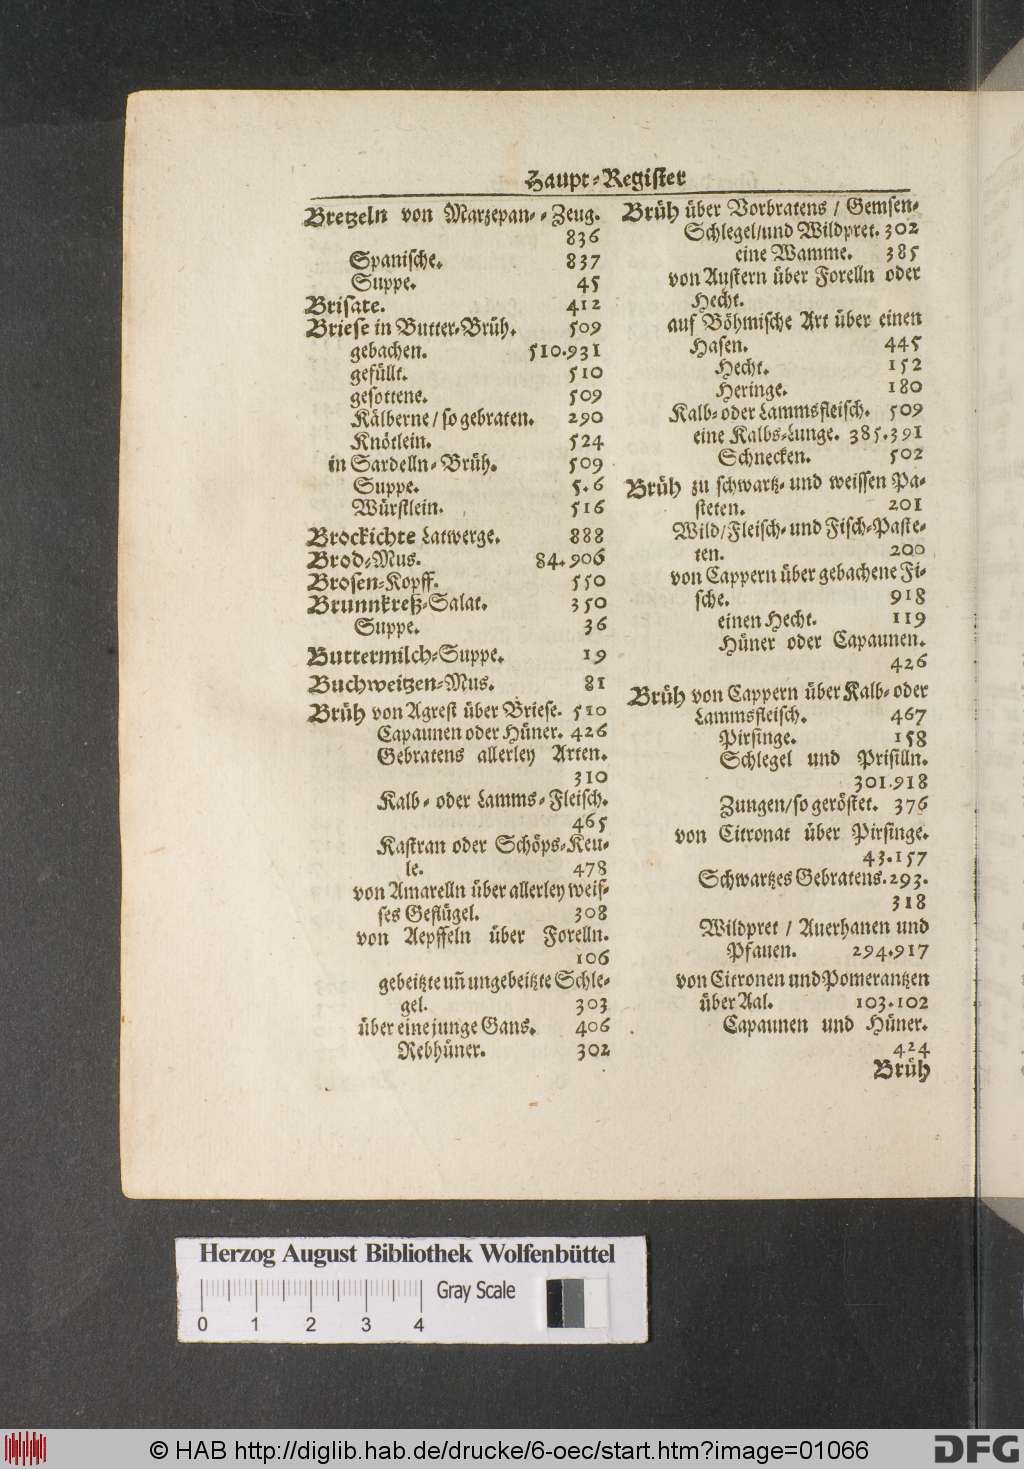 Haupt-Register
Bretzeln von Marzepan- - Zeug.
836
Spanische. 837
Suppe. 45
Brisate. 412
Briese in Butter-Brüh. 509
gebachen. 510.931
gefüllt. 510
gesottene. 509
Kälberne / so gebraten. 290
Knötlein. 524
in Sardelln-Brüh. 509
Suppe. 5.6
Würstlein. 516
Brockichte Latwerge. 888
Brod-Mus. 84.906
Brosen-Kopff. 550
Brunnkreß-Salat. 350
Suppe. 36
Buttermilch-Suppe. 19
Buchweitzen-Mus. 81
Brüh von Agrest über Briese. 510
Capaunen oder Hüner. 426
Gebratens allerley Arten.
310
Kalb- oder Lamms-Fleisch.
465
Kastran oder Schöps-Keu-
le. 478
von Amarelln über allerley weis-
ses Geflügel. 308
von Aepffeln über Forelln.
106
gebeitzte uñ ungebeitzte Schle-
gel. 303
über eine junge Gans. 406
Rebhüner. 302
Brüh über Vorbratens / Gemsen-
Schlegel/und Wildpret. 302
eine Wamme. 385
von Austern über Forelln oder
Hecht.
auf Böhmische Art über einen
Hasen. 445
Hecht. 152
Heringe. 180
Kalb- oder Lammsfleisch. 509
eine Kalbs-Lunge. 385.391
Schnecken. 502
Brüh zu schwartz- und weissen Pa-
steten. 201
Wild/Fleisch- und Fisch-Paste-
ten. 200
von Cappern über gebachene Fi-
sche. 918
einen Hecht. 119
Hüner oder Capaunen.
426
Brüh von Cappern über Kalb- oder
Lammsfleisch. 467
Pirsinge. 158
Schlegel und Prisilln.
301.918
Zungen/so geröstet. 376
von Citronat über Pirsinge.
43.157
Schwartzes Gebratens. 293.
318
Wildpret / Auerhanen und
Pfauen. 294.917
von Citronen und Pomerantzen
über Aal. 103.102
Capaunen und Hüner.
424
Brüh
Herzog August Bibliothek Wolfenbüttel
Gray Scale
0 1 2 3 4
© HAB http://diglib.hab.de/drucke/6-oec/start.htm?image=01066
DFG